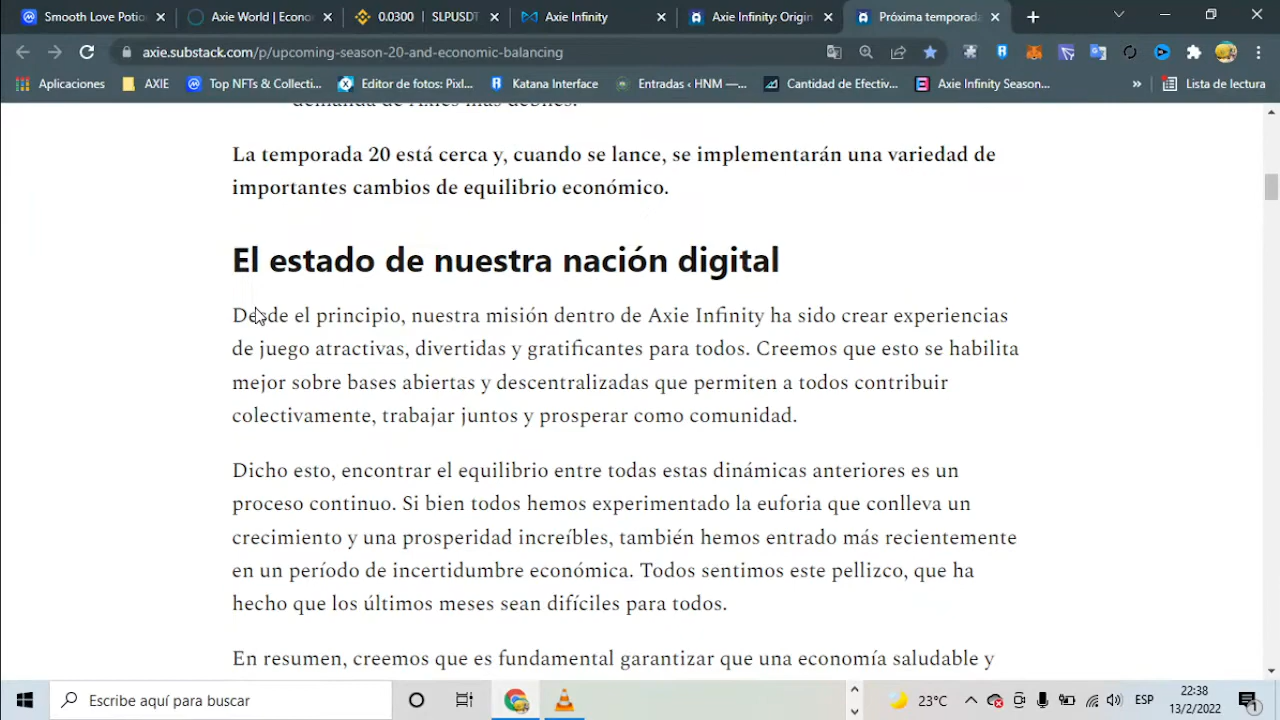 Smooth Love Potio
Axie World | Econo
0.0300 | SLPUSDT
Axie Infinity
Axie Infinity: Origin
Próxima temporada
axie.substack.com/p/upcoming-season-20-and-economic-balancing
Aplicaciones
AXIE
Top NFTs & Collecti...
Editor de fotos: Pixl...
Katana Interface
Entradas ‹ HNM —...
Cantidad de Efectiv...
Axie Infinity Season...
»
Lista de lectura
demanda de Axies más débiles.
La temporada 20 está cerca y, cuando se lance, se implementarán una variedad de
importantes cambios de equilibrio económico.
El estado de nuestra nación digital
Desde el principio, nuestra misión dentro de Axie Infinity ha sido crear experiencias
de juego atractivas, divertidas y gratificantes para todos. Creemos que esto se habilita
mejor sobre bases abiertas y descentralizadas que permiten a todos contribuir
colectivamente, trabajar juntos y prosperar como comunidad.
Dicho esto, encontrar el equilibrio entre todas estas dinámicas anteriores es un
proceso continuo. Si bien todos hemos experimentado la euforia que conlleva un
crecimiento y una prosperidad increíbles, también hemos entrado más recientemente
en un período de incertidumbre económica. Todos sentimos este pellizco, que ha
hecho que los últimos meses sean difíciles para todos.
En resumen, creemos que es fundamental garantizar que una economía saludable y
Escribe aquí para buscar
23°C
ESP
22:38
13/2/2022
1